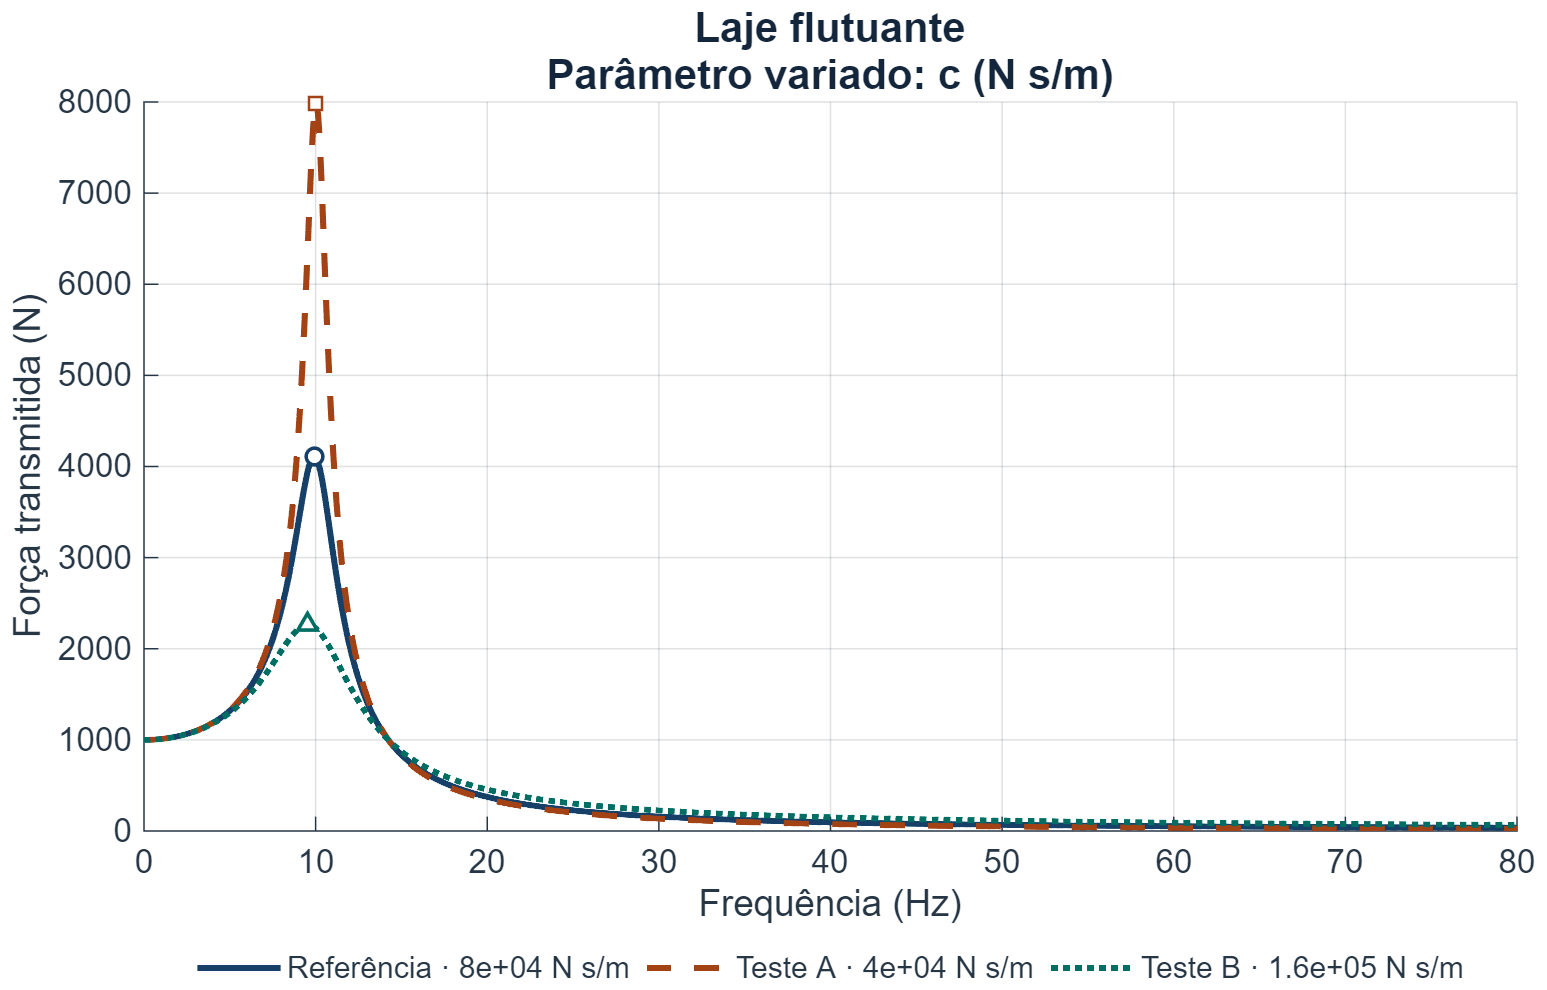 Laje flutuante
Parâmetro variado: c (N s/m)
8000
7000
6000
5000
4000
3000
2000
1000
0
Força transmitida (N)
0 10 20 30 40 50 60 70 80
Frequência (Hz)
Referência · 8e+04 N s/m Teste A · 4e+04 N s/m Teste B · 1.6e+05 N s/m